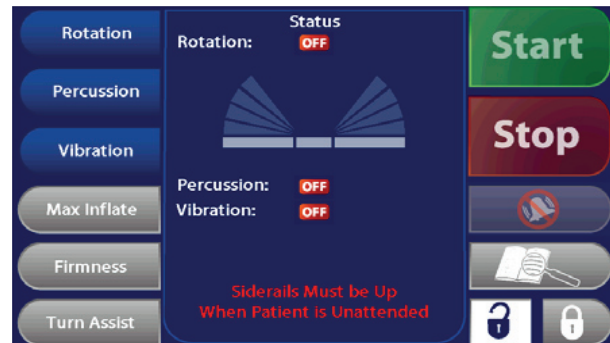 Rotation
Percussion
Vibration
Max Inflate
Firmness
Turn Assist
Status
Rotation: OFF
Percussion: OFF
Vibration: OFF
Siderails Must be Up
When Patient is Unattended
Start
Stop